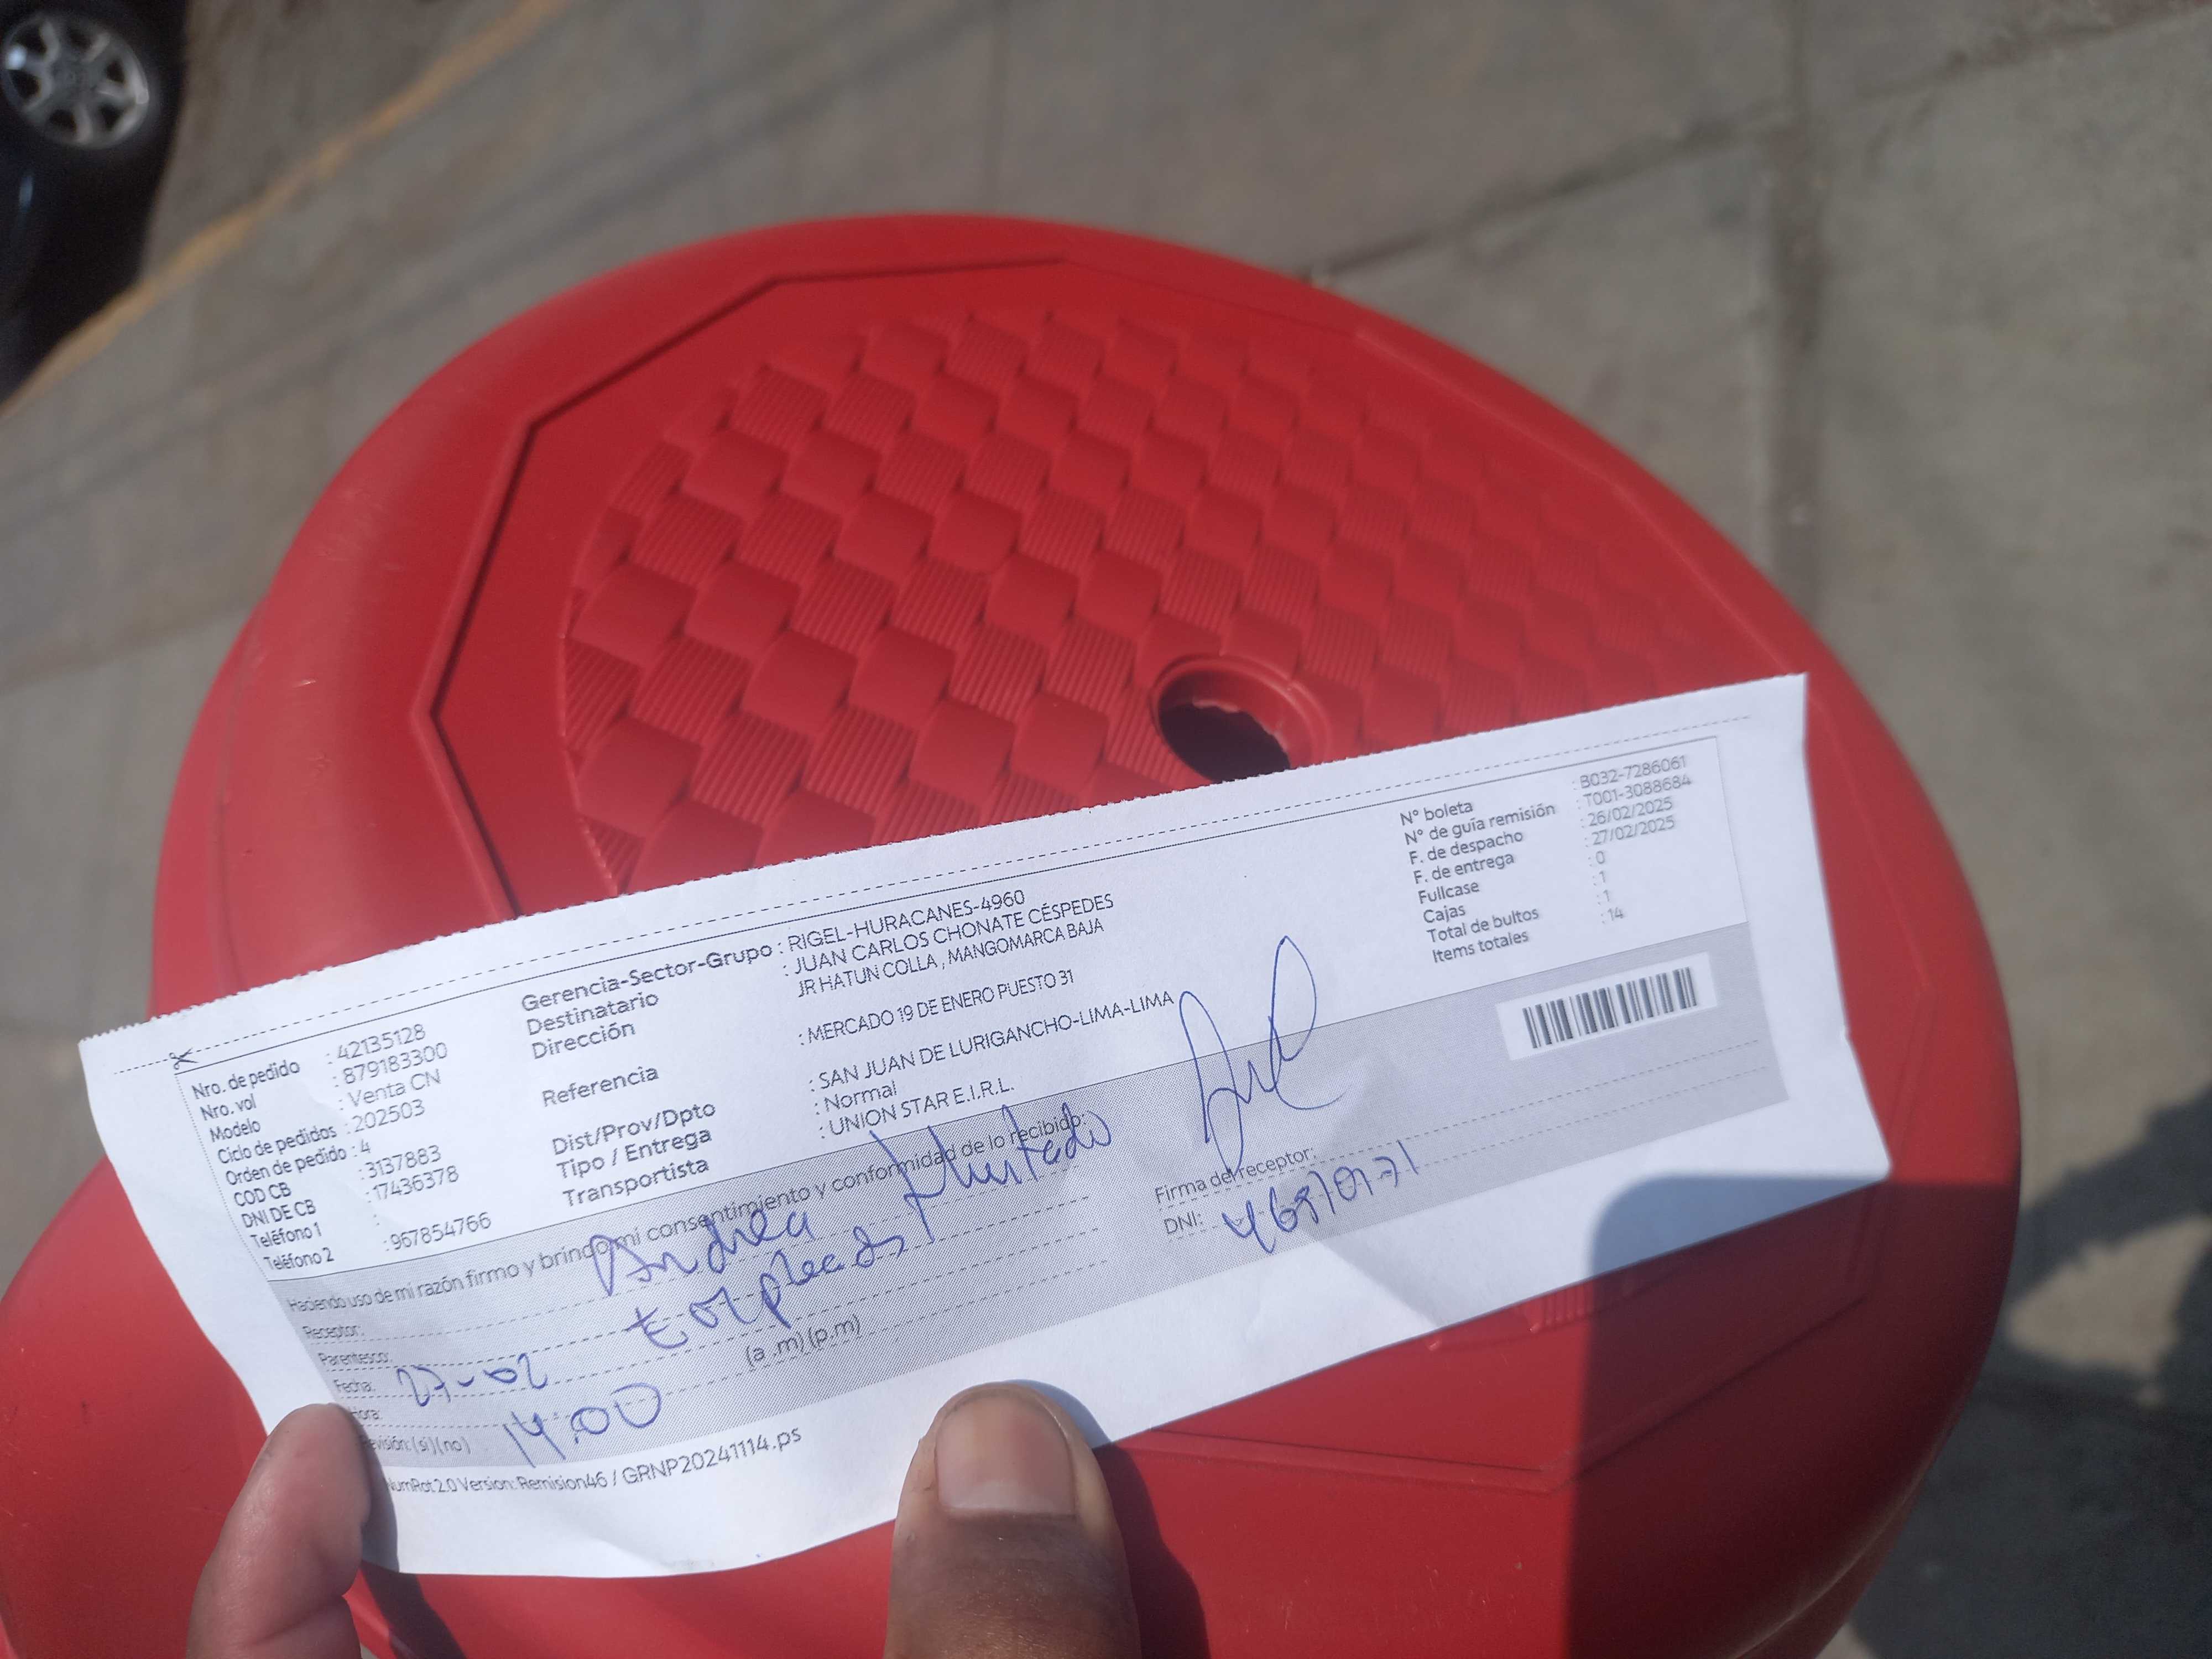 Nro. de pedido : 42135128
Nro. vol : 879183300
Modelo : Venta CN
Ciclo de pedidos : 202503
Orden de pedido : 4
COD CB : 3137883
DNI DE CB : 17436378
Teléfono 1 :
Teléfono 2 : 967854766
Gerencia-Sector-Grupo : RIGEL-HURACANES-4960
Destinatario : JUAN CARLOS CHONATE CÉSPEDES
Dirección JR HATUN COLLA , MANGOMARCA BAJA
Referencia : MERCADO 19 DE ENERO PUESTO 31
Dist/Prov/Dpto : SAN JUAN DE LURIGANCHO-LIMA-LIMA
Tipo / Entrega : Normal
Transportista : UNION STAR E.I.R.L.
N° boleta : B032-7286061
N° de guía remisión : T001-3088684
F. de despacho : 26/02/2025
F. de entrega : 27/02/2025
Fullcase : 0
Cajas : 1
Total de bultos : 1
Items totales : 14
Haciendo uso de mi razón firmo y brindo mi consentimiento y conformidad de lo recibido:
Receptor: Andrea Hurtado
Parentesco: Empleada
Fecha: 27-02
Hora: 14:00 (a .m) (p.m)
(si) (no)
Firma del receptor:
DNI:
NumRot2.0 Version: Remision46 / GRNP20241114.ps